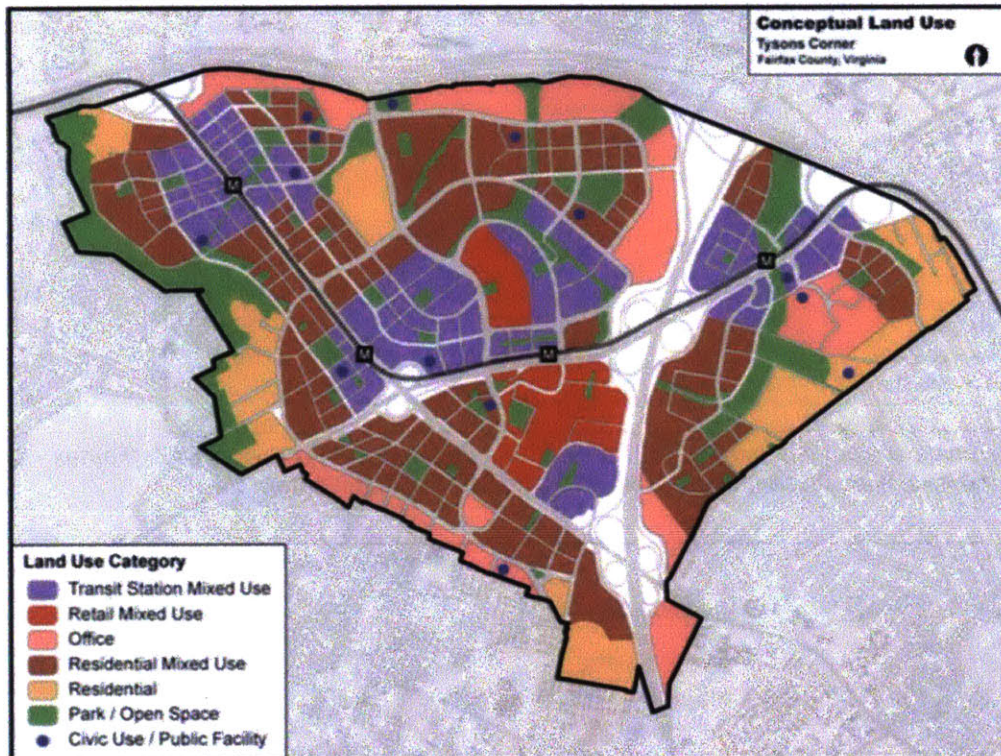 Conceptual Land Use
Tysons Corner
Fairfax County, Virginia
M
M
M
M
Land Use Category
Transit Station Mixed Use
Retail Mixed Use
Office
Residential Mixed Use
Residential
Park / Open Space
Civic Use / Public Facility